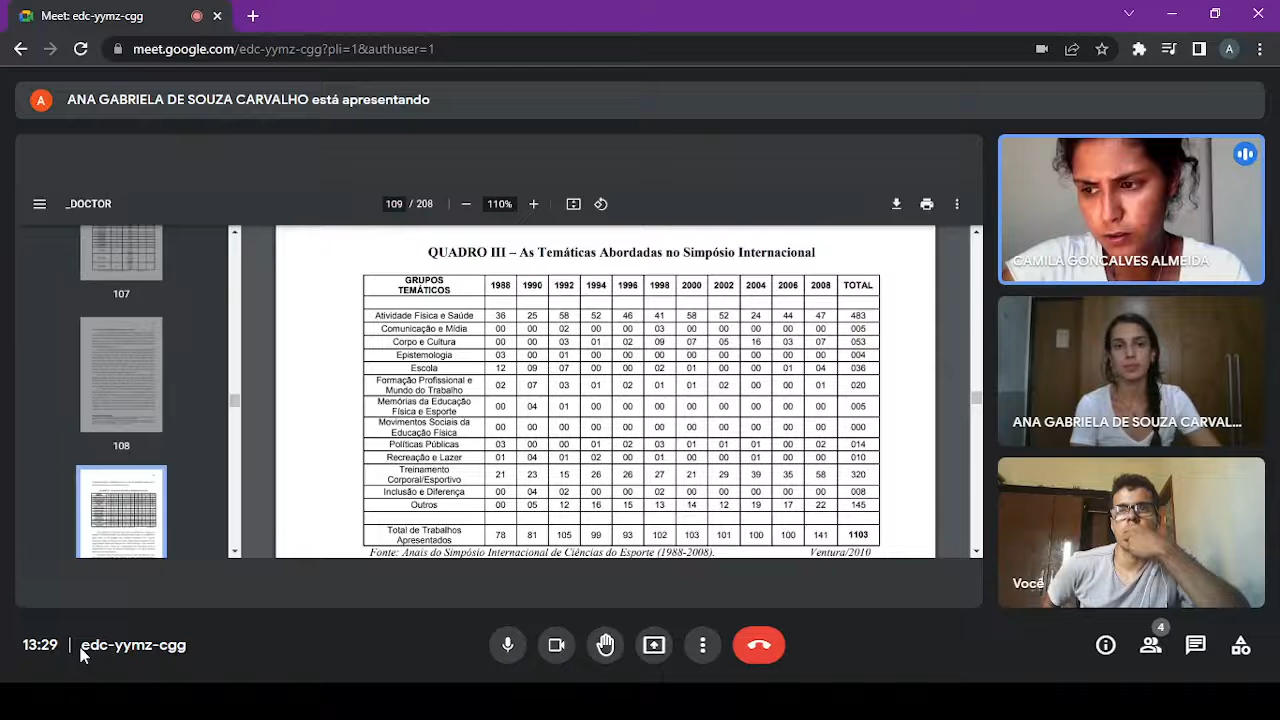 Meet: edc-yymz-cgg
meet.google.com/edc-yymz-cgg?pli=1&authuser=1
A
A ANA GABRIELA DE SOUZA CARVALHO está apresentando
_DOCTOR 109 / 208 110%
107
108
QUADRO III – As Temáticas Abordadas no Simpósio Internacional
GRUPOS TEMÁTICOS 1988 1990 1992 1994 1996 1998 2000 2002 2004 2006 2008 TOTAL
Atividade Física e Saúde 36 25 58 52 46 41 58 52 24 44 47 483
Comunicação e Mídia 00 00 02 00 00 03 00 00 00 00 00 005
Corpo e Cultura 00 00 03 01 02 09 07 05 16 03 07 053
Epistemologia 03 00 01 00 00 00 00 00 00 00 00 004
Escola 12 09 07 00 00 02 01 00 00 01 04 036
Formação Profissional e Mundo do Trabalho 02 07 03 01 02 01 01 02 00 00 01 020
Memórias da Educação Física e Esporte 00 04 01 00 00 00 00 00 00 00 00 005
Movimentos Sociais da Educação Física 00 00 00 00 00 00 00 00 00 00 00 000
Políticas Públicas 03 00 00 01 02 03 01 01 01 00 02 014
Recreação e Lazer 01 04 01 02 00 01 00 00 01 00 00 010
Treinamento Corporal/Esportivo 21 23 15 26 26 27 21 29 39 35 58 320
Inclusão e Diferença 00 04 02 00 00 02 00 00 00 00 00 008
Outros 00 05 12 16 15 13 14 12 19 17 22 145
Total de Trabalhos Apresentados 78 81 105 99 93 102 103 101 100 100 141 1103
Fonte: Anais do Simpósio Internacional de Ciências do Esporte (1988-2008). Ventura/2010
CAMILA GONCALVES ALMEIDA
ANA GABRIELA DE SOUZA CARVAL...
Você
13:29 | edc-yymz-cgg
4